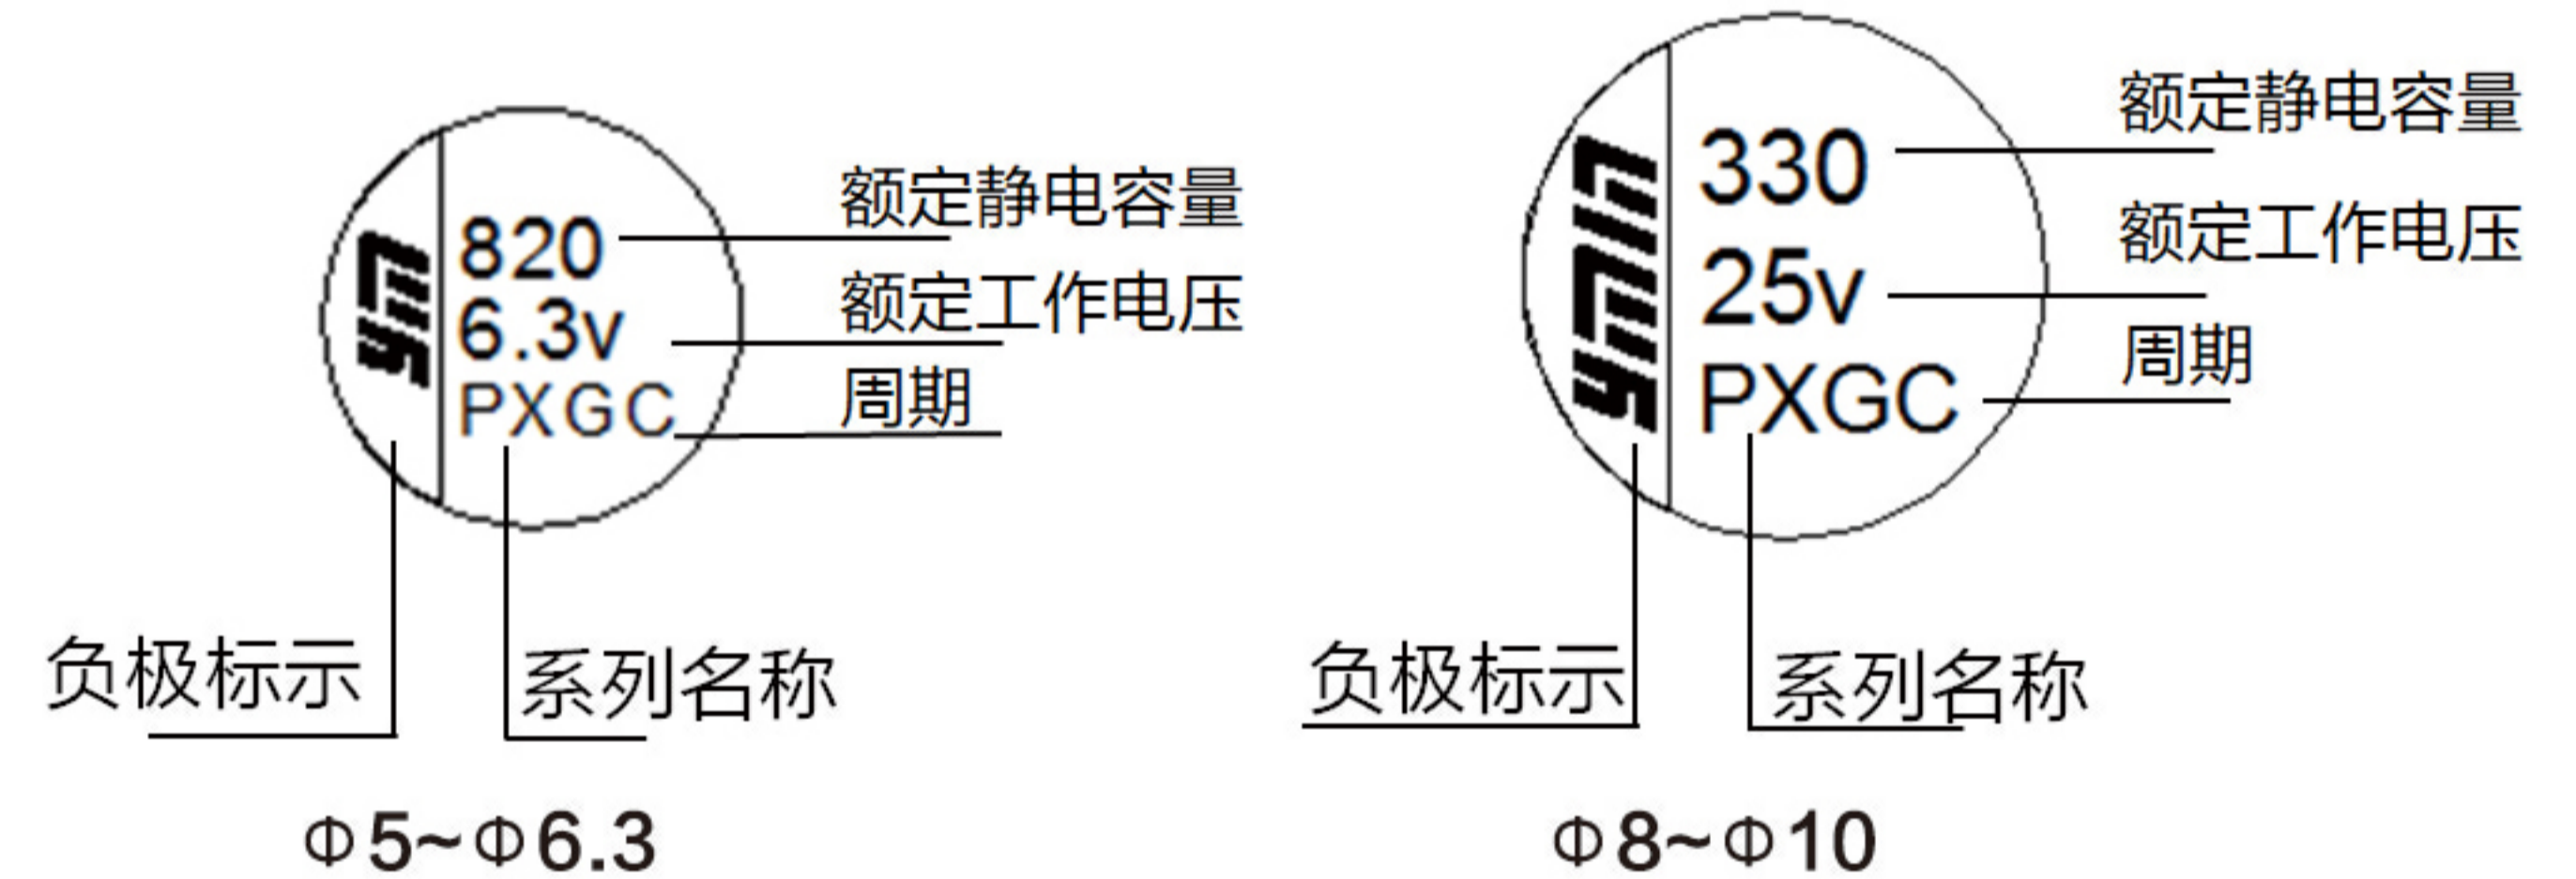 820
6.3v
PXGC
额定静电容量
额定工作电压
周期
负极标示
系列名称
Φ5~Φ6.3
330
25v
PXGC
额定静电容量
额定工作电压
周期
负极标示
系列名称
Φ8~Φ10